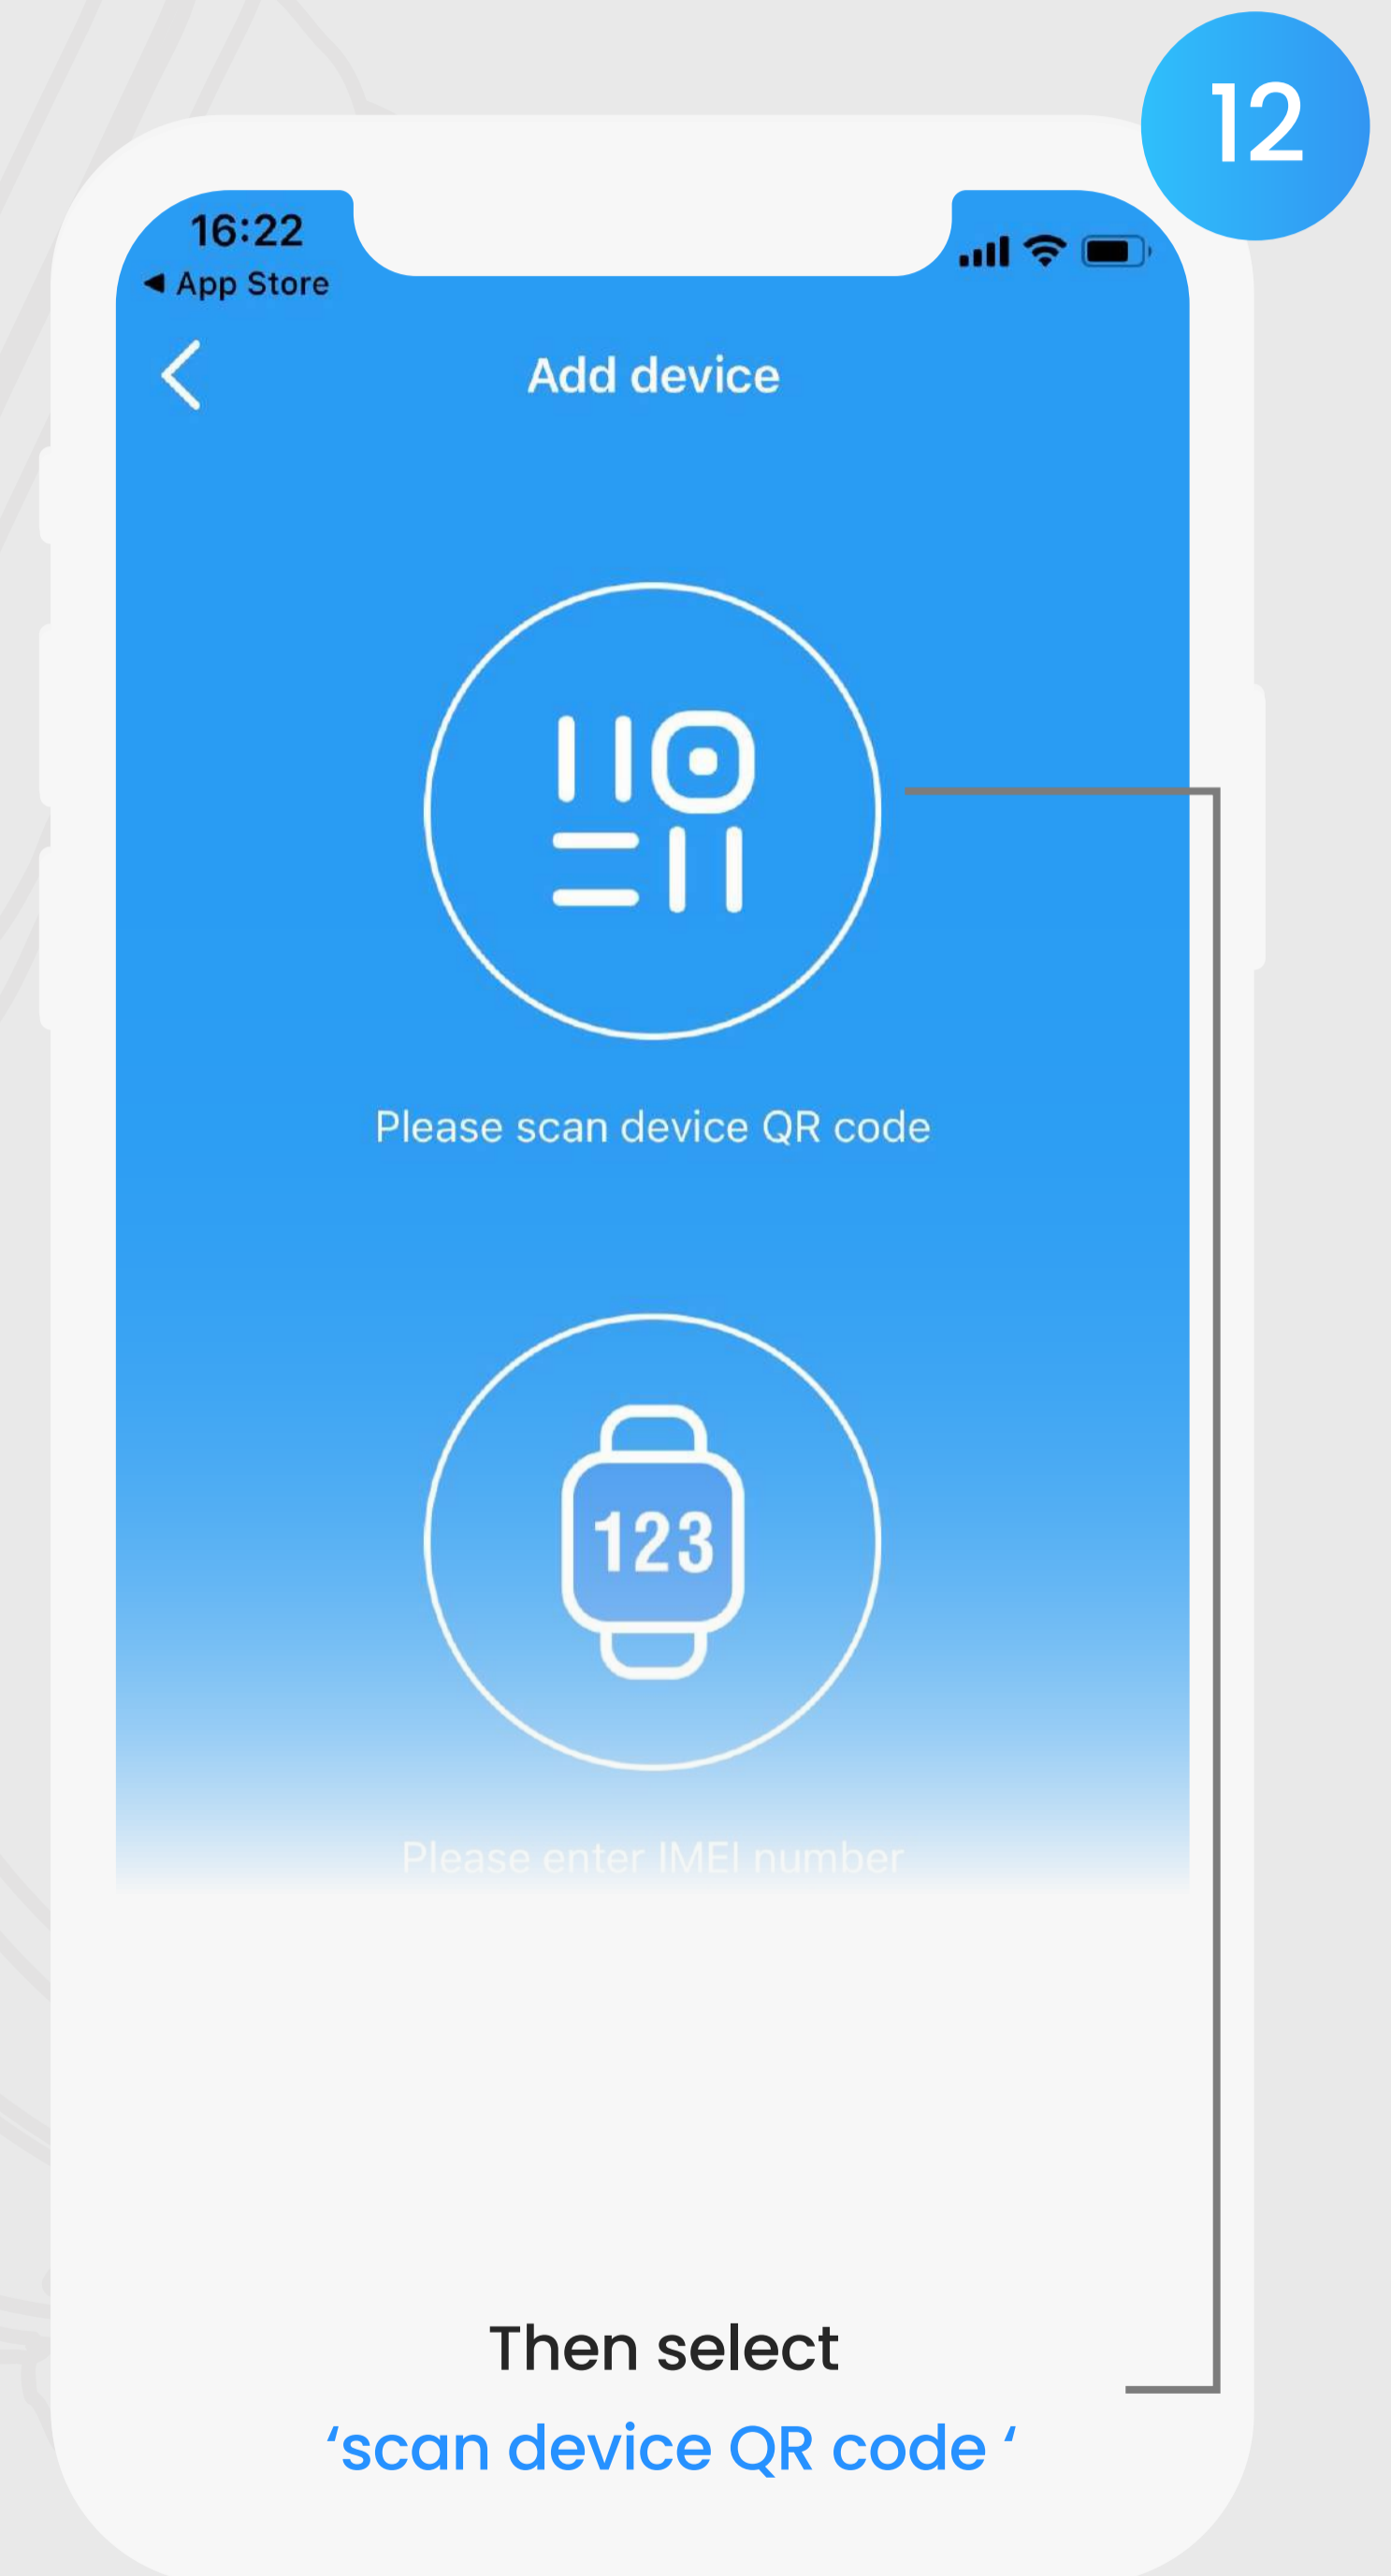 12
16:22
◀ App Store
Add device
Please scan device QR code
123
Please enter IMEI number
Then select
‘scan device QR code ‘